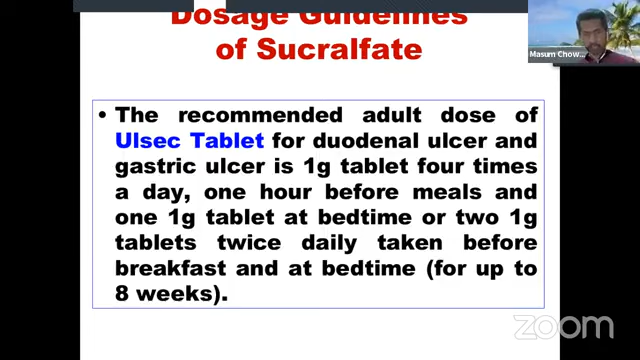 Dosage Guidelines
of Sucralfate
Masum Chow...
• The recommended adult dose of
Ulsec Tablet for duodenal ulcer and
gastric ulcer is 1g tablet four times
a day, one hour before meals and
one 1g tablet at bedtime or two 1g
tablets twice daily taken before
breakfast and at bedtime (for up to
8 weeks).
zoom